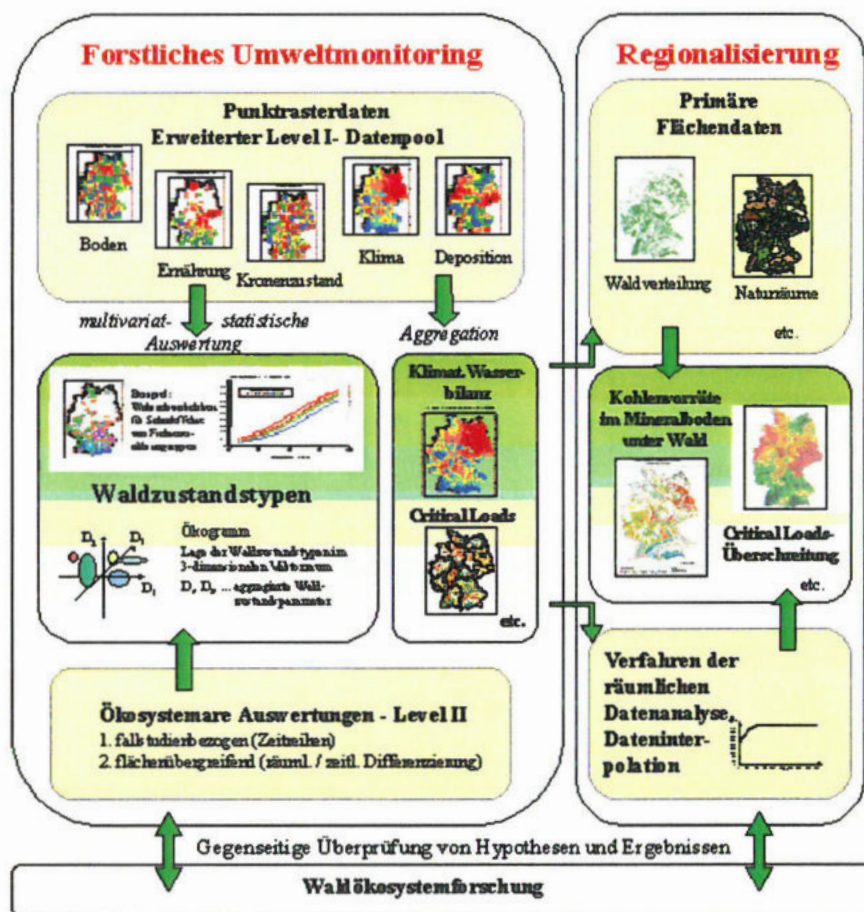 Forstliches Umweltmonitoring
Punktrasterdaten
Erweiterter Level I- Datenpool
Boden
Ernährung
Kronenzustand
Klima
Deposition
multivariat- statistische
Auswertung
Aggregation
Waldzustandstypen
Ökogramm
Lage der Waldzustandstypen im
3-dimensionalen Faktorraum
D₁, D₂, ... aggregierte Wald-
zustandsparameter
D₂
D₃
D₁
Klimat. Wasser-
bilanz
Critical Loads
etc.
Ökosystemare Auswertungen - Level II
1. fallstudienbezogen (Zeitreihen)
2. flächenübergreifend (räuml. / zeitl. Differenzierung)
Regionalisierung
Primäre
Flächendaten
Waldverteilung
Naturräume
etc.
Kohlenvorräte
im Mineralboden
unter Wald
Critical Loads-
Überschreitung
etc.
Verfahren der
räumlichen
Datenanalyse,
Dateninter-
polation
Gegenseitige Überprüfung von Hypothesen und Ergebnissen
Waldökosystemforschung